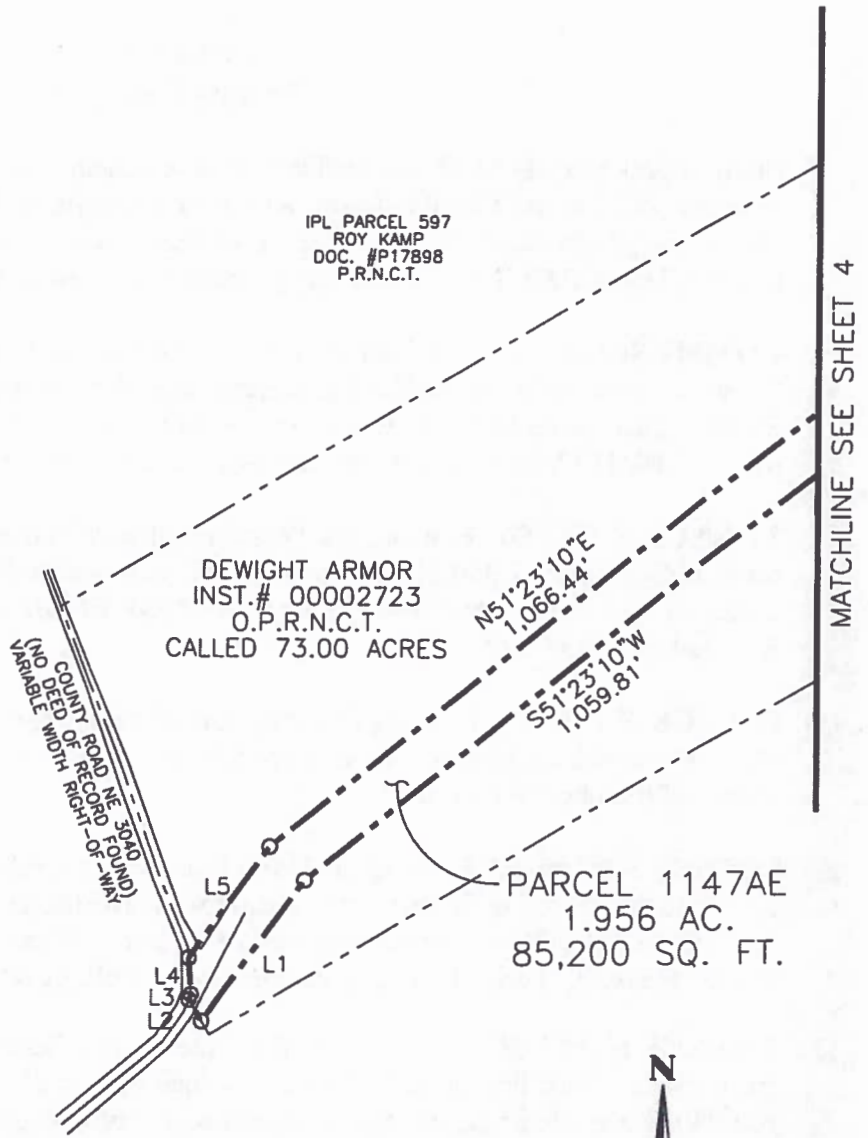 IPL PARCEL 597
ROY KAMP
DOC. #P17898
P.R.N.C.T.
MATCHLINE SEE SHEET 4
DEWIGHT ARMOR
INST.# 00002723
O.P.R.N.C.T.
CALLED 73.00 ACRES
N51°23'10"E
1,066.44'
S51°23'10"W
1,059.81'
COUNTY ROAD NE 3040
(NO DEED OF RECORD FOUND)
VARIABLE WIDTH RIGHT-OF-WAY
L5
L1
L4
L3
L2
PARCEL 1147AE
1.956 AC.
85,200 SQ. FT.
N